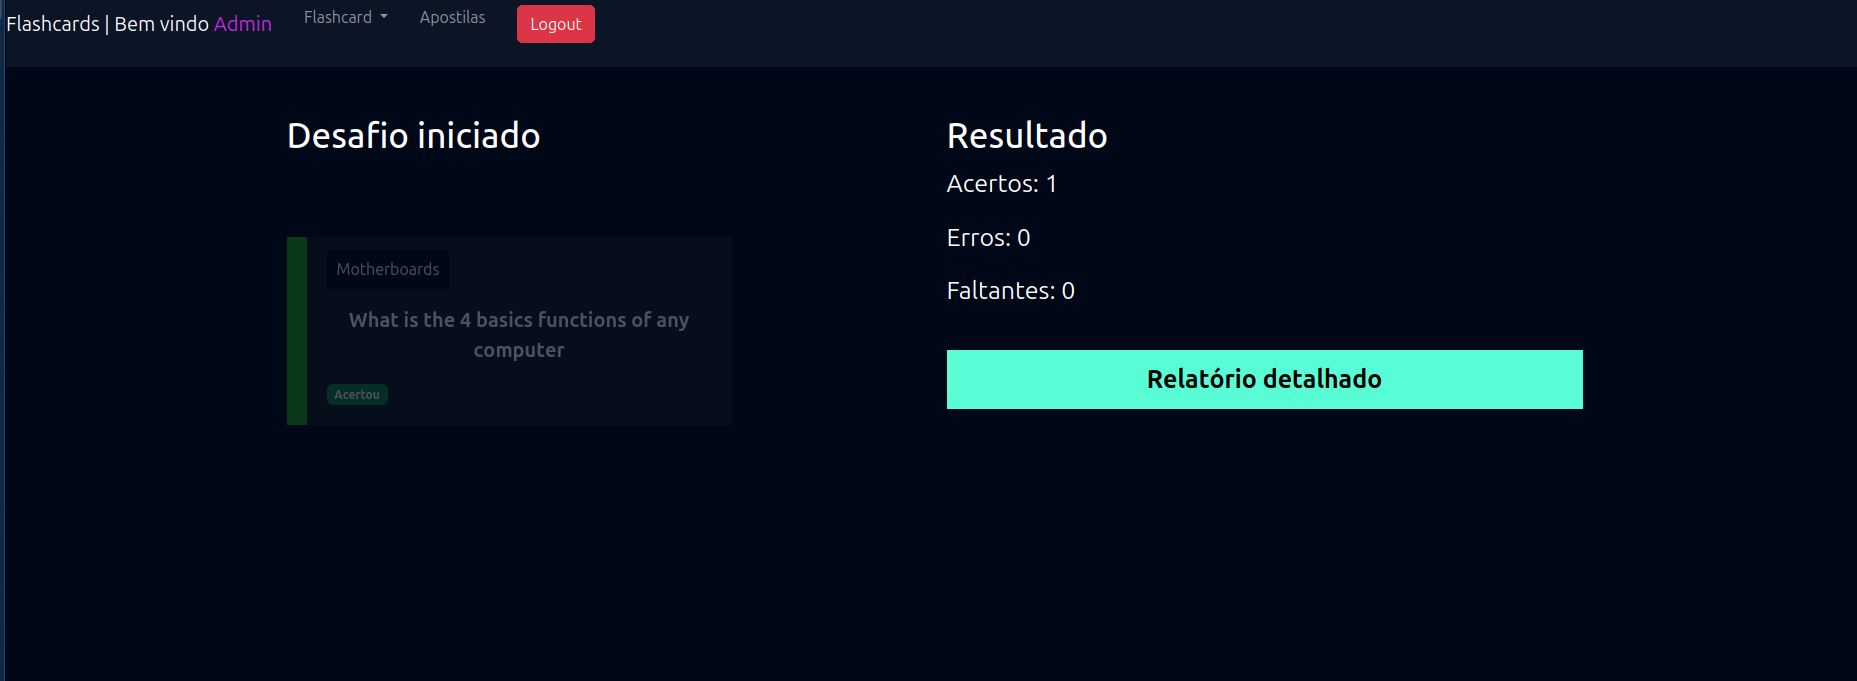 Flashcards | Bem vindo Admin Flashcard Apostilas Logout
Desafio iniciado
Motherboards
What is the 4 basics functions of any
computer
Acertou
Resultado
Acertos: 1
Erros: 0
Faltantes: 0
Relatório detalhado